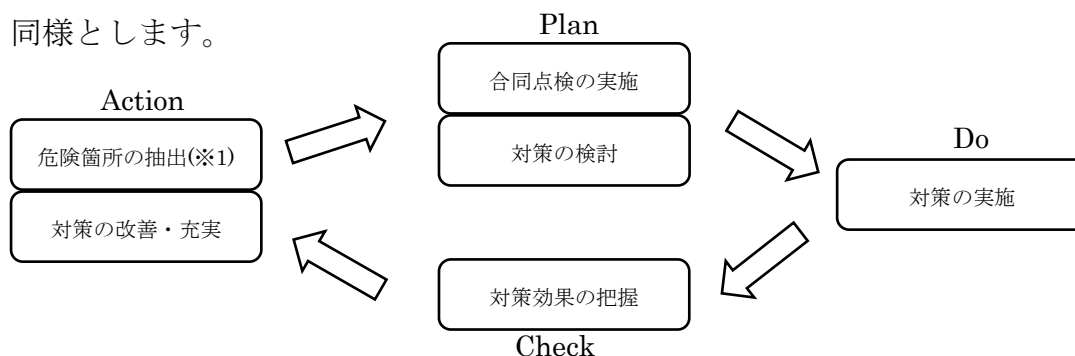 同様とします。
Plan
合同点検の実施
対策の検討
Action
危険箇所の抽出(※1)
対策の改善・充実
Do
対策の実施
対策効果の把握
Check